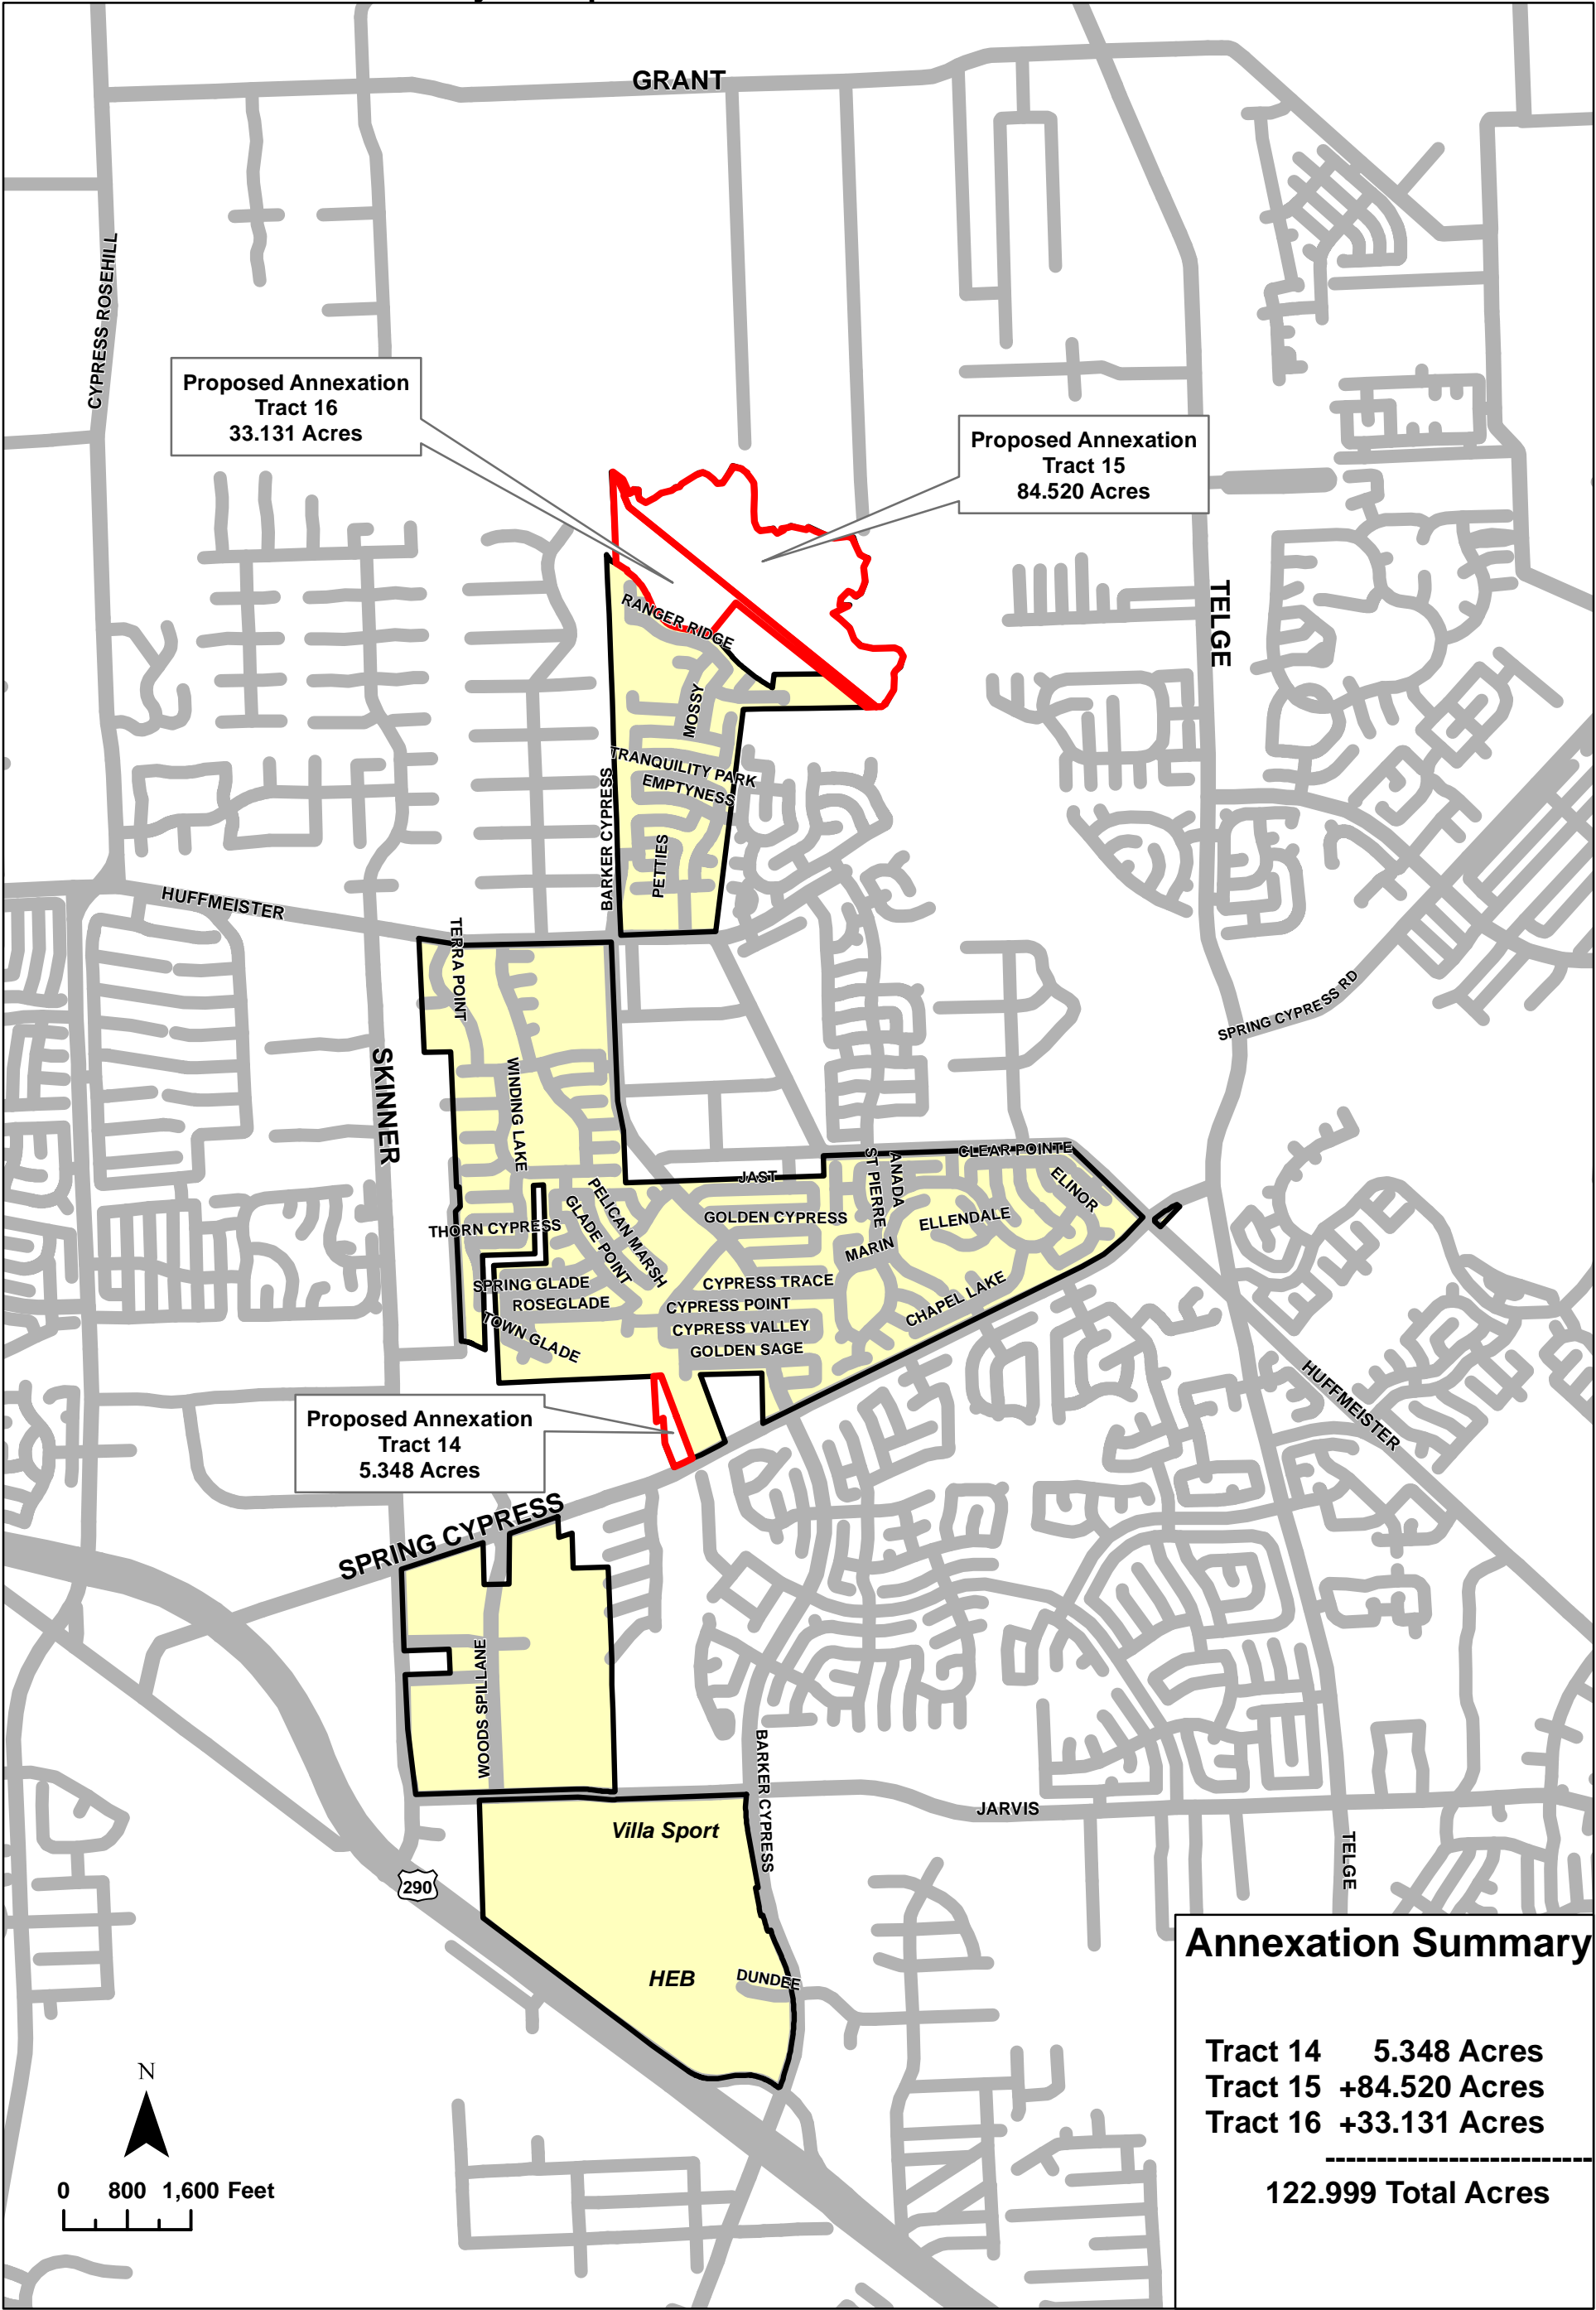 GRANT
CYPRESS ROSEHILL
Proposed Annexation
Tract 16
33.131 Acres
Proposed Annexation
Tract 15
84.520 Acres
TELGE
RANGER RIDGE
MOSSY
TRANQUILITY PARK
EMPTYNESS
BARKER CYPRESS
PETTIES
HUFFMEISTER
TERRA POINT
SPRING CYPRESS RD
SKINNER
WINDING LAKE
CLEAR POINTE
JAST
ST PIERRE
ANADA
ELINOR
PELICAN MARSH
GLADE POINT
THORN CYPRESS
GOLDEN CYPRESS
ELLENDALE
MARIN
SPRING GLADE
CYPRESS TRACE
ROSEGLADE
CYPRESS POINT
CHAPEL LAKE
TOWN GLADE
CYPRESS VALLEY
GOLDEN SAGE
HUFFMEISTER
Proposed Annexation
Tract 14
5.348 Acres
SPRING CYPRESS
WOODS SPILLANE
BARKER CYPRESS
JARVIS
Villa Sport
TELGE
290
HEB
DUNDEE
Annexation Summary
Tract 14 5.348 Acres
Tract 15 +84.520 Acres
Tract 16 +33.131 Acres
--------------------------
122.999 Total Acres
N
0 800 1,600 Feet